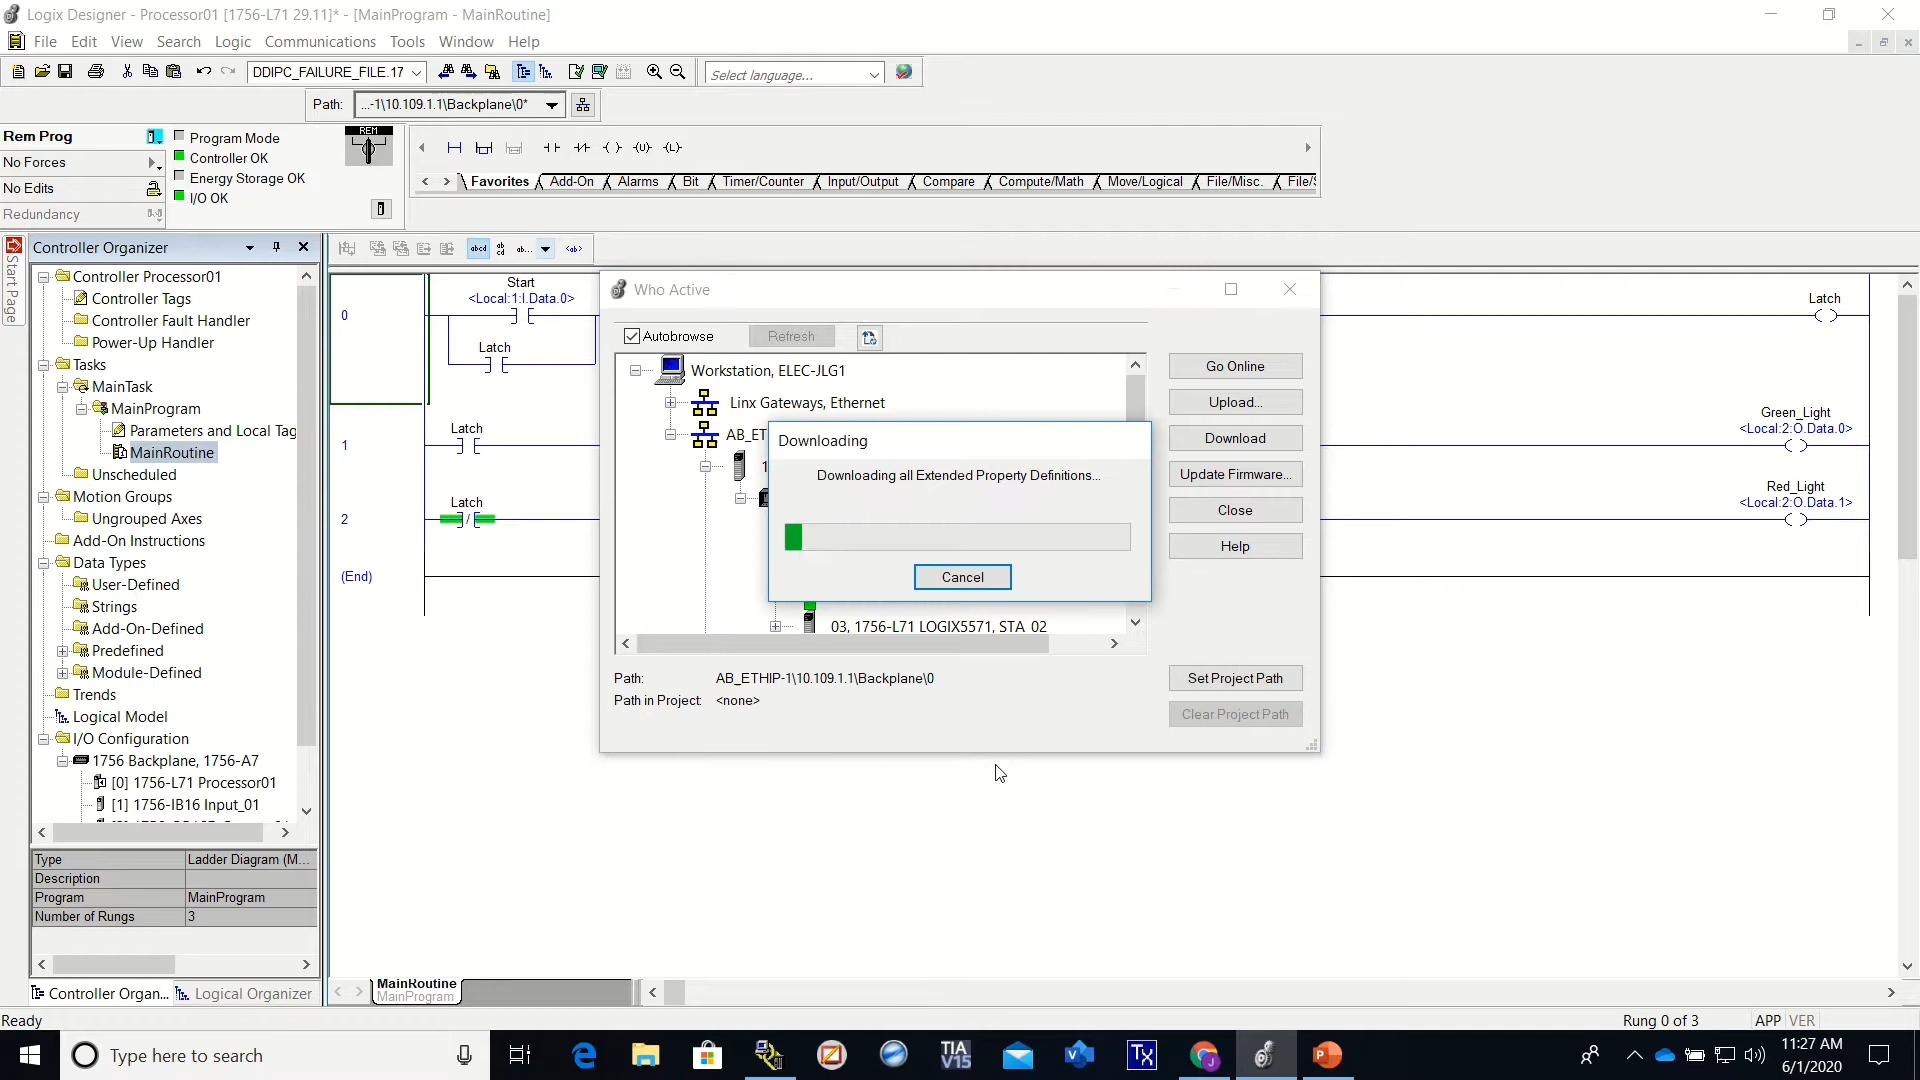 Logix Designer - Processor01 [1756-L71 29.11]* - [MainProgram - MainRoutine]
File Edit View Search Logic Communications Tools Window Help
DDIPC_FAILURE_FILE.17
Select language...
Path: ...-1\10.109.1.1\Backplane\0*
Rem Prog
No Forces
No Edits
Redundancy
Program Mode
Controller OK
Energy Storage OK
I/O OK
REM
Favorites Add-On Alarms Bit Timer/Counter Input/Output Compare Compute/Math Move/Logical File/Misc. File/S
Start Page
Controller Organizer
Controller Processor01
Controller Tags
Controller Fault Handler
Power-Up Handler
Tasks
MainTask
MainProgram
Parameters and Local Tag
MainRoutine
Unscheduled
Motion Groups
Ungrouped Axes
Add-On Instructions
Data Types
User-Defined
Strings
Add-On-Defined
Predefined
Module-Defined
Trends
Logical Model
I/O Configuration
1756 Backplane, 1756-A7
[0] 1756-L71 Processor01
[1] 1756-IB16 Input_01
Type Ladder Diagram (M...
Description
Program MainProgram
Number of Rungs 3
Controller Organ...
Logical Organizer
0
Start
<Local:1:I.Data.0>
Latch
Latch
1
Latch
Green_Light
<Local:2:O.Data.0>
2
Latch
Red_Light
<Local:2:O.Data.1>
(End)
Who Active
Autobrowse
Refresh
Workstation, ELEC-JLG1
Linx Gateways, Ethernet
AB_ET
1
03, 1756-L71 LOGIX5571, STA_02
Go Online
Upload...
Download
Update Firmware...
Close
Help
Set Project Path
Clear Project Path
Path: AB_ETHIP-1\10.109.1.1\Backplane\0
Path in Project: <none>
Downloading
Downloading all Extended Property Definitions...
Cancel
MainRoutine
MainProgram
Ready
Rung 0 of 3
APP
VER
Type here to search
TIA
V15
TX
11:27 AM
6/1/2020